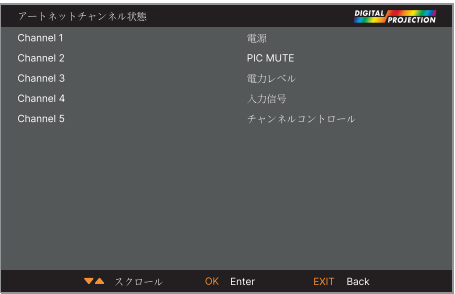 アートネットチャンネル状態 DIGITAL PROJECTION
Channel 1 電源
Channel 2 PIC MUTE
Channel 3 電力レベル
Channel 4 入力信号
Channel 5 チャンネルコントロール
▼▲ スクロール OK Enter EXIT Back